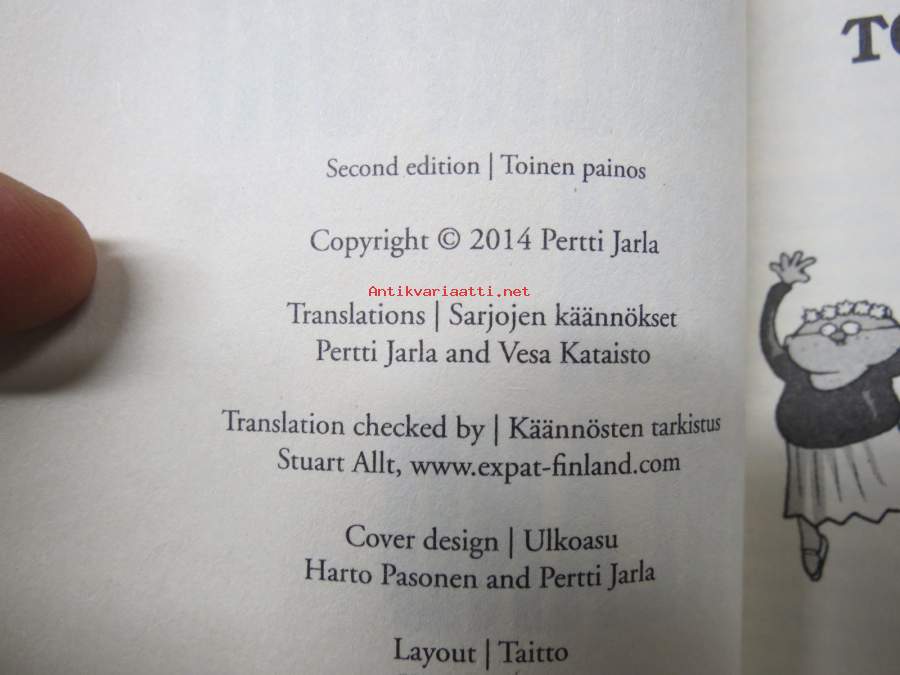 Second edition | Toinen painos
Copyright © 2014 Pertti Jarla
Antikvariaatti.net
Translations | Sarjojen käännökset
Pertti Jarla and Vesa Kataisto
Translation checked by | Käännösten tarkistus
Stuart Allt, www.expat-finland.com
Cover design | Ulkoasu
Harto Pasonen and Pertti Jarla
Layout | Taitto